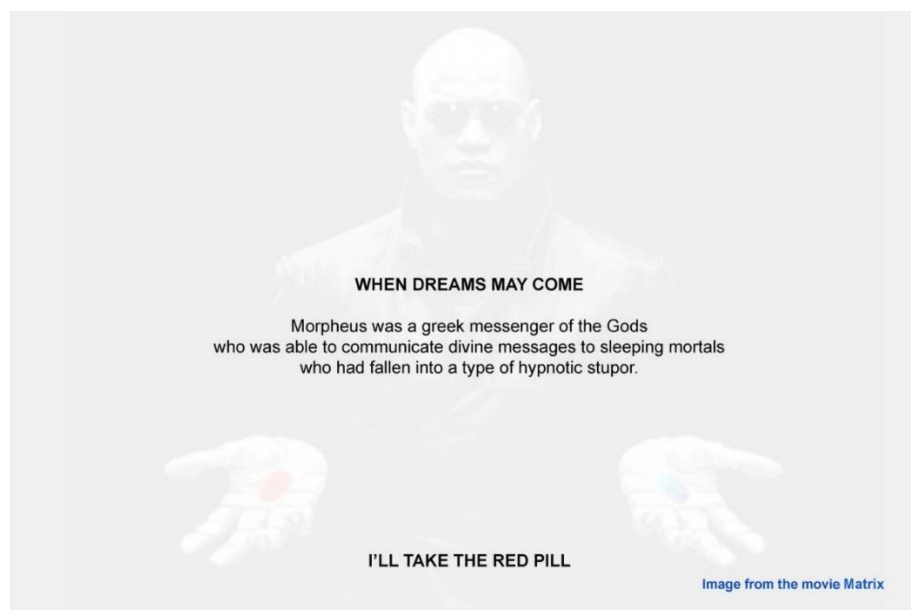 WHEN DREAMS MAY COME
Morpheus was a greek messenger of the Gods
who was able to communicate divine messages to sleeping mortals
who had fallen into a type of hypnotic stupor.
I'LL TAKE THE RED PILL
Image from the movie Matrix